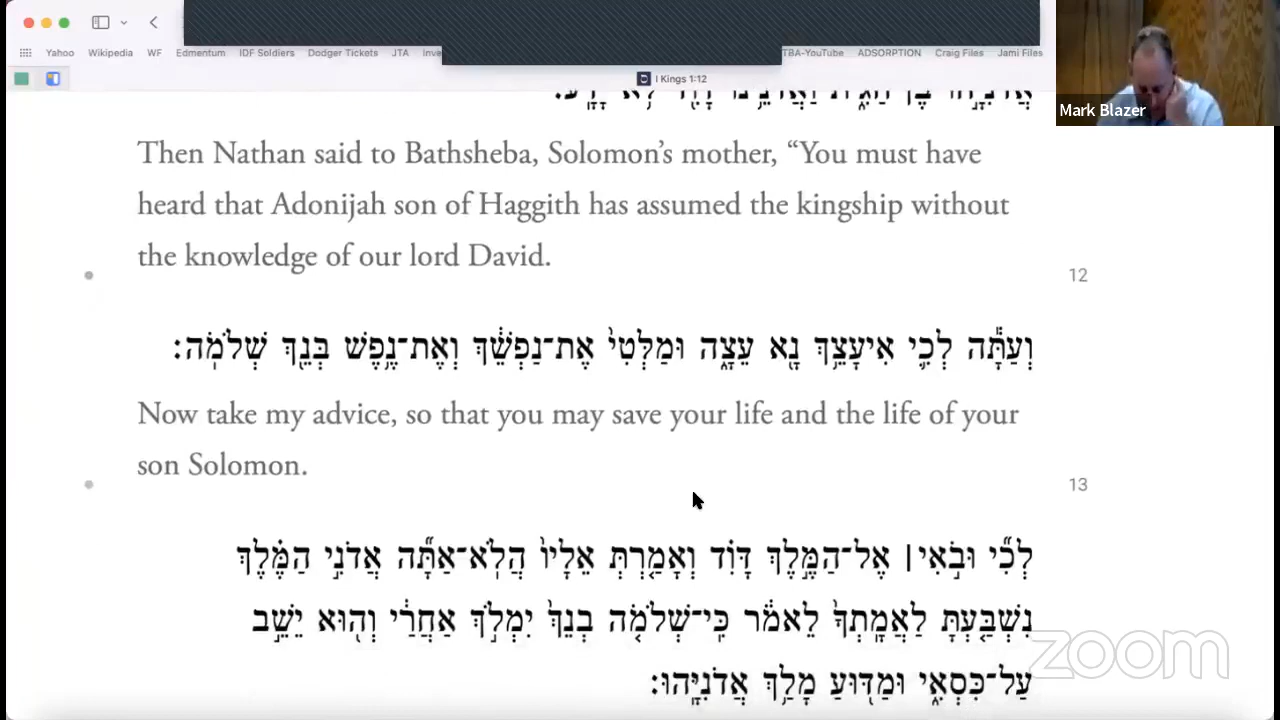 Yahoo Wikipedia WF Edmentum IDF Soldiers Dodger Tickets JTA TBA-YouTube ADSORPTION Craig Files Jami Files
I Kings 1:12
Mark Blazer
Then Nathan said to Bathsheba, Solomon’s mother, “You must have
heard that Adonijah son of Haggith has assumed the kingship without
the knowledge of our lord David.
12
וְעַתָּ֕ה לְכִ֛י אִיעָצֵ֥ךְ נָ֖א עֵצָ֑ה וּמַלְּטִי֙ אֶת־נַפְשֵׁ֔ךְ וְאֶת־נֶ֥פֶשׁ בְּנֵ֖ךְ שְׁלֹמֹֽה׃
Now take my advice, so that you may save your life and the life of your
son Solomon.
13
לְכִ֞י וּבֹ֣אִי׀ אֶל־הַמֶּ֣לֶךְ דָּוִ֗ד וְאָמַ֤רְתְּ אֵלָיו֙ הֲלֹֽא־אַתָּ֞ה אֲדֹנִ֣י הַמֶּ֗לֶךְ
נִשְׁבַּ֤עְתָּ לַאֲמָֽתְךָ֙ לֵאמֹ֔ר כִּֽי־שְׁלֹמֹ֤ה בְנֵךְ֙ יִמְלֹ֣ךְ אַחֲרַ֔י וְה֖וּא יֵשֵׁ֣ב
עַל־כִּסְאִ֑י וּמַדּ֖וּעַ מָלַ֥ךְ אֲדֹנִיָּֽהוּ׃
zoom